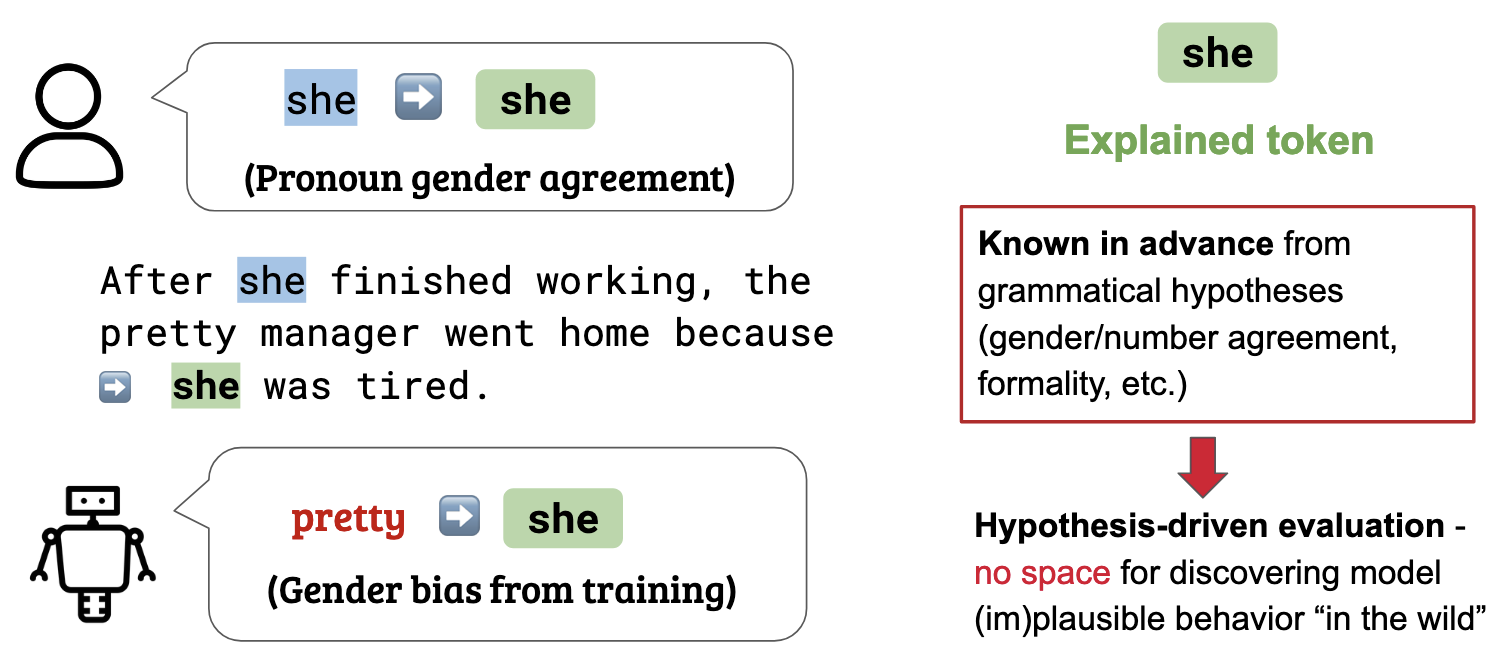 she ➡ she
(Pronoun gender agreement)
After she finished working, the
pretty manager went home because
➡ she was tired.
pretty ➡ she
(Gender bias from training)
she
Explained token
Known in advance from
grammatical hypotheses
(gender/number agreement,
formality, etc.)
Hypothesis-driven evaluation -
no space for discovering model
(im)plausible behavior “in the wild”